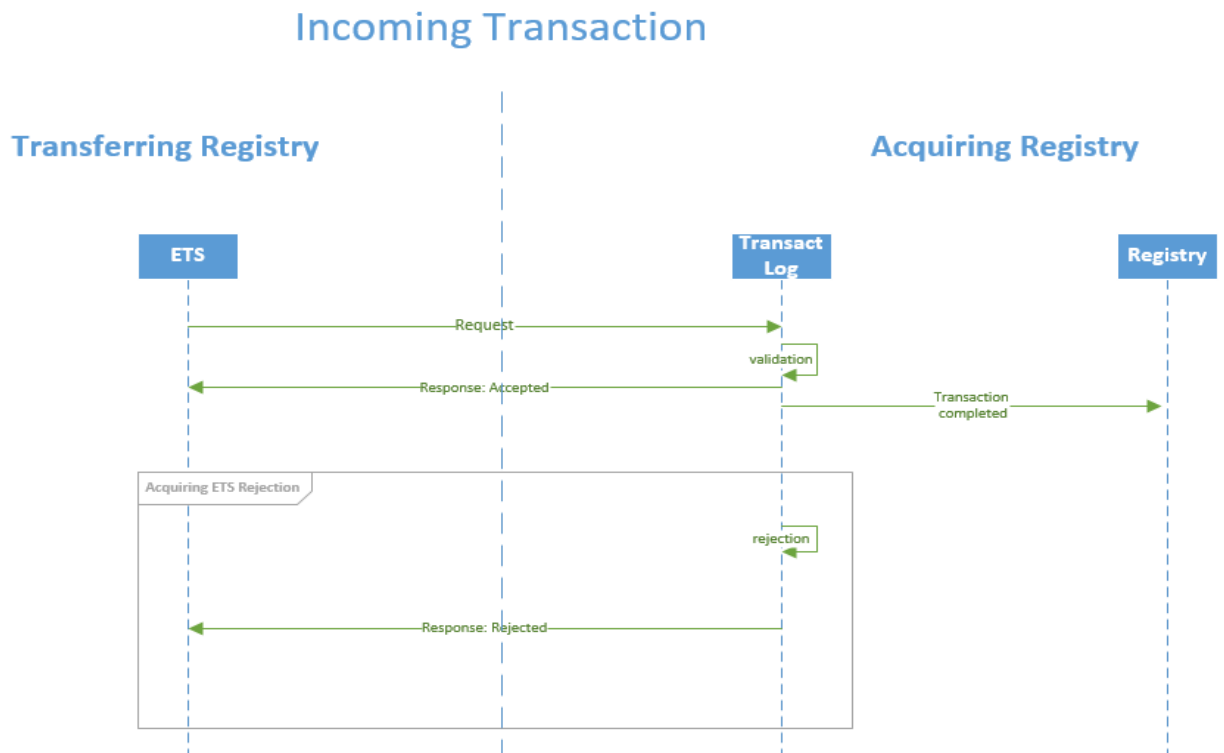 Incoming Transaction
Transferring Registry
Acquiring Registry
ETS
Transact
Log
Registry
Request
validation
Response: Accepted
Transaction
completed
Acquiring ETS Rejection
rejection
Response: Rejected